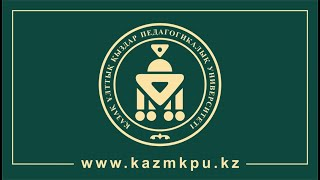 ҚАЗАҚ ҰЛТТЫҚ ҚЫЗДАР ПЕДАГОГИКАЛЫҚ УНИВЕРСИТЕТІ
www.kazmkpu.kz